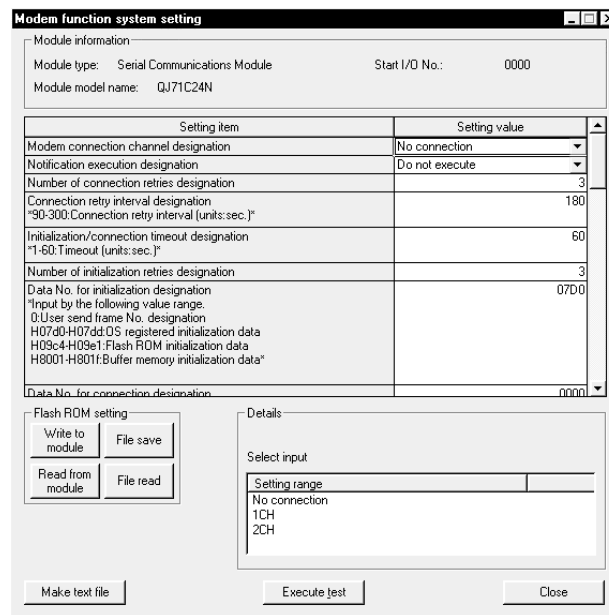 Modem function system setting
Module information
Module type: Serial Communications Module Start I/O No.: 0000
Module model name: QJ71C24N
Setting item Setting value
Modem connection channel designation No connection
Notification execution designation Do not execute
Number of connection retries designation 3
Connection retry interval designation 180
*90-300:Connection retry interval (units:sec.)*
Initialization/connection timeout designation 60
*1-60:Timeout (units:sec.)*
Number of initialization retries designation 3
Data No. for initialization designation 07D0
*Input by the following value range.
0:User send frame No. designation
H07d0-H07dd:OS registered initialization data
H09c4-H09e1:Flash ROM initialization data
H8001-H801f:Buffer memory initialization data*
Data No. for connection designation 0000
Flash ROM setting
Write to
module
File save
Read from
module
File read
Details
Select input
Setting range
No connection
1CH
2CH
Make text file Execute test Close